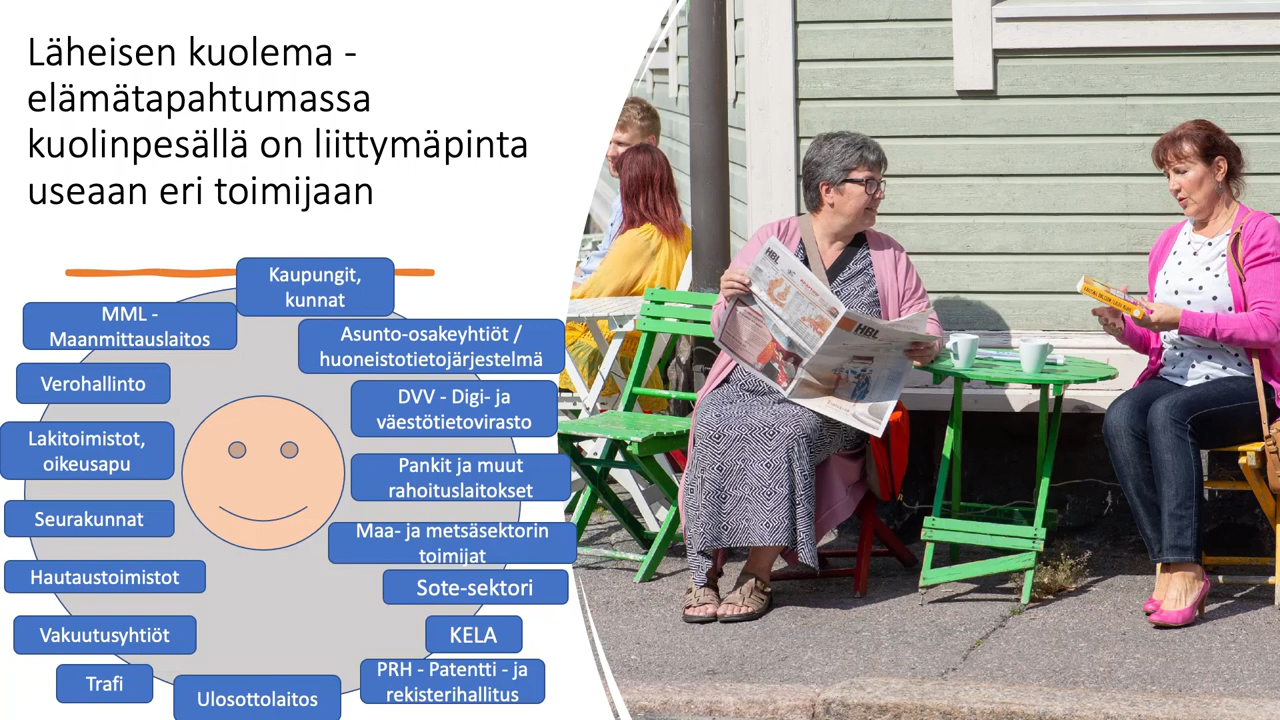 Läheisen kuolema -
elämätapahtumassa
kuolinpesällä on liittymäpinta
useaan eri toimijaan
Kaupungit,
kunnat
MML -
Maanmittauslaitos
Asunto-osakeyhtiöt /
huoneistotietojärjestelmä
Verohallinto
DVV - Digi- ja
väestötietovirasto
Lakitoimistot,
oikeusapu
Pankit ja muut
rahoituslaitokset
Seurakunnat
Maa- ja metsäsektorin
toimijat
Hautaustoimistot
Sote-sektori
Vakuutusyhtiöt
KELA
Trafi
PRH - Patentti - ja
rekisterihallitus
Ulosottolaitos
HBL
HBL